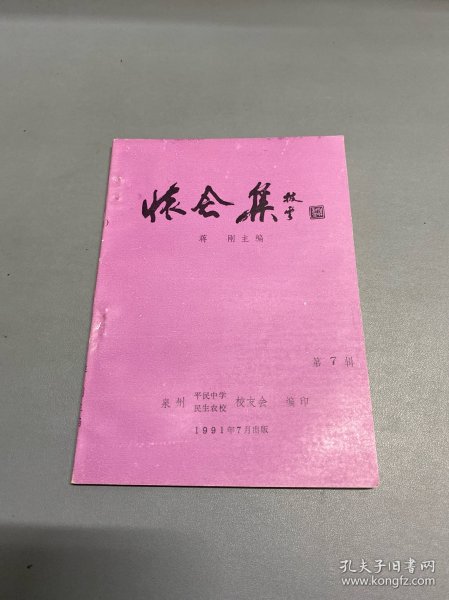 怀念集
蒋 刚主编
第 7 辑
泉州 平民中学 民生农校 校友会 编印
1991年7月出版
孔夫子旧书网
www.kongfz.com